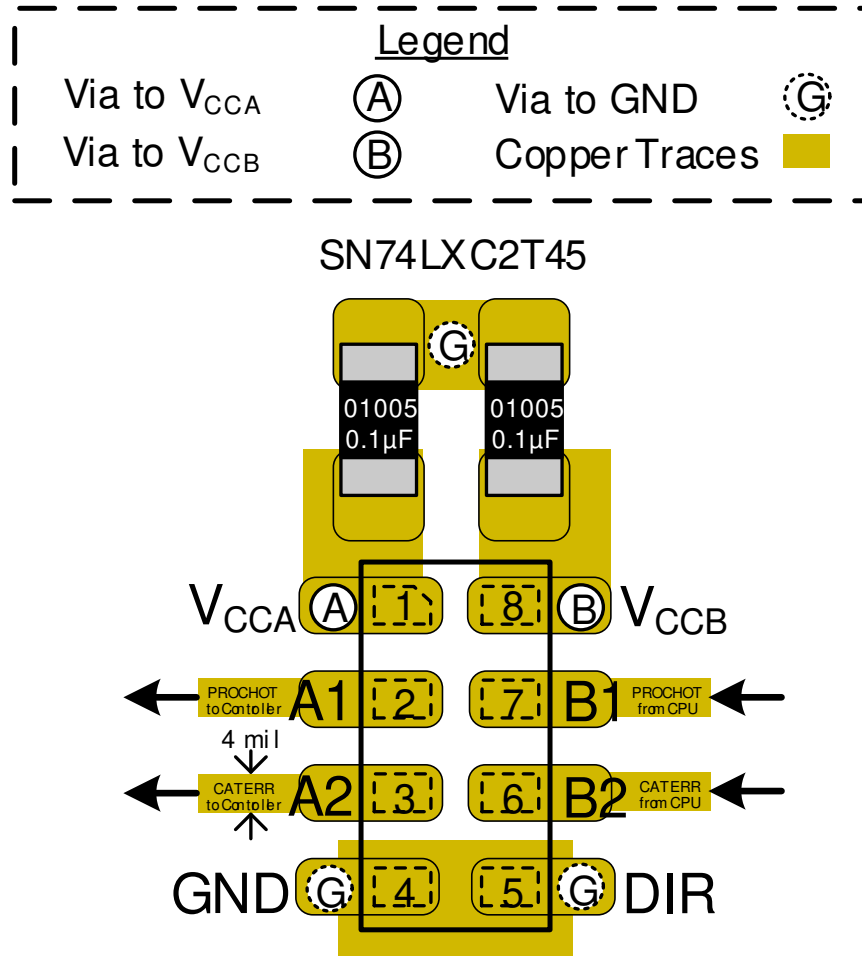 Legend
Via to VCCA A Via to GND G
Via to VCCB B Copper Traces
SN74LXC2T45
G
01005 01005
0.1µF 0.1µF
VCCA A 1 8 B VCCB
PROCHOT to Contoller A1 2 7 B1 PROCHOT from CPU
4 mil
CATERR to Contoller A2 3 6 B2 CATERR from CPU
GND G 4 5 G DIR